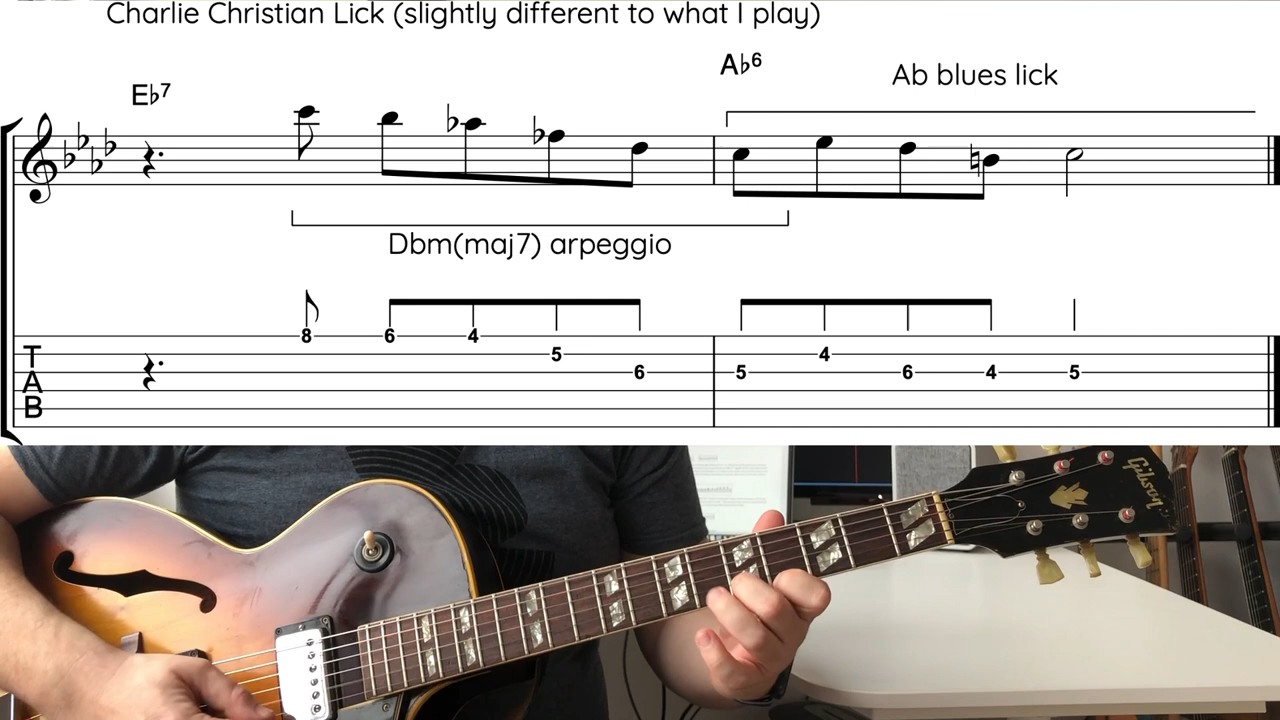 Charlie Christian Lick (slightly different to what I play)
A♭6
Ab blues lick
E♭7
Dbm(maj7) arpeggio
8 6 4
T 5 4
A 6 5 6 4 5
B
Gibson